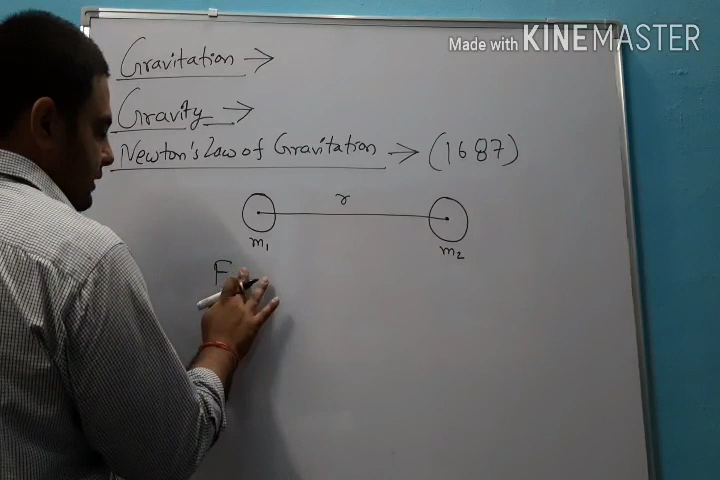 Made with KINEMASTER
Gravitation →
Gravity →
Newton's Law of Gravitation → (1687)
r
m₁
m₂
F